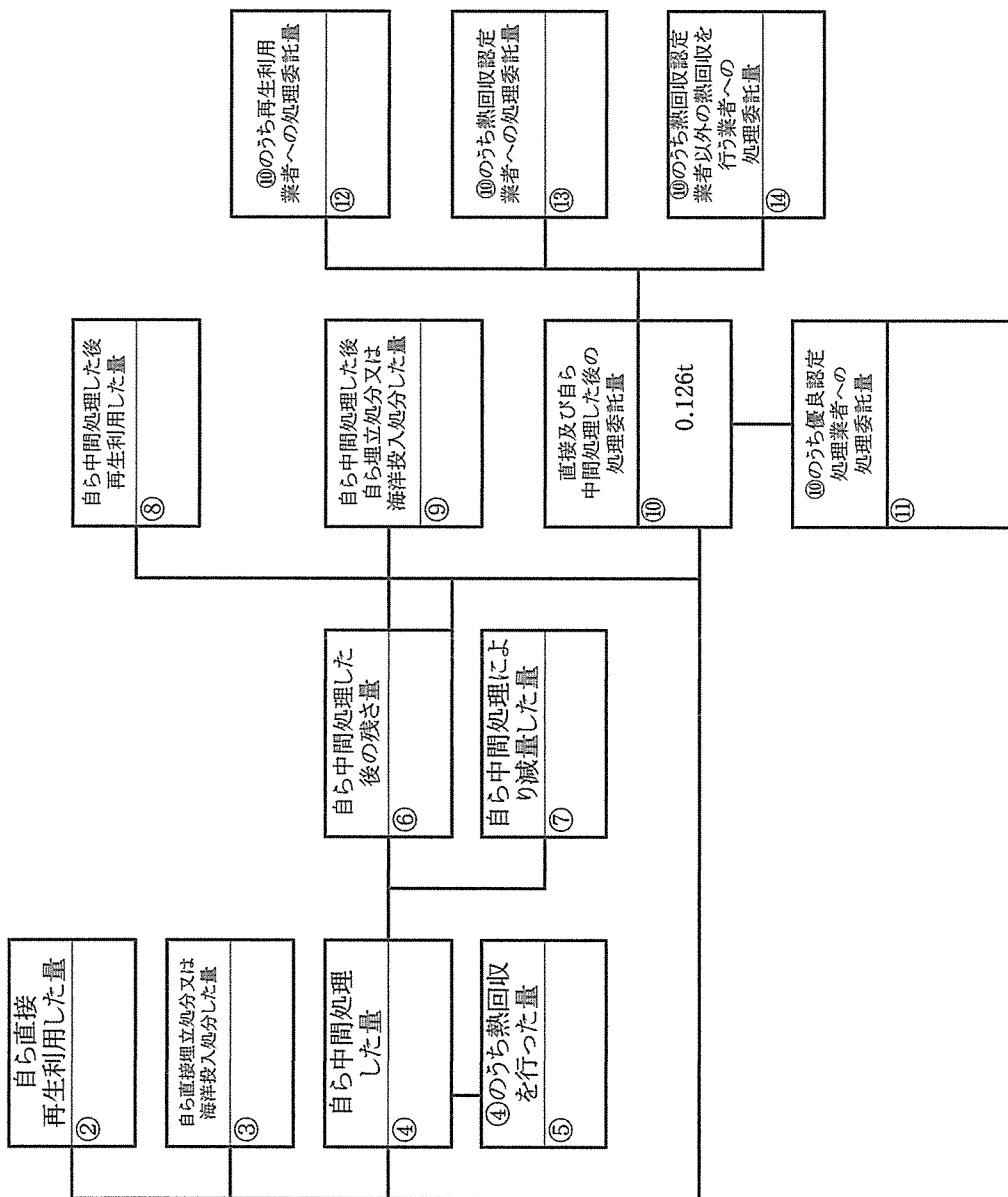 自ら直接
再生利用した量
②
自ら直接埋立処分又は
海洋投入処分した量
③
自ら中間処理
した量
④
④のうち熱回収
を行った量
⑤
自ら中間処理した
後の残さ量
⑥
自ら中間処理によ
り減量した量
⑦
自ら中間処理した後
再生利用した量
⑧
自ら中間処理した後
自ら埋立処分又は
海洋投入処分した量
⑨
直接及び自ら
中間処理した後の
処理委託量
⑩
0.126t
⑩のうち優良認定
処理業者への
処理委託量
⑪
⑩のうち再生利用
業者への処理委託量
⑫
⑩のうち熱回収認定
業者への処理委託量
⑬
⑩のうち熱回収認定
業者以外の熱回収を
行う業者への
処理委託量
⑭